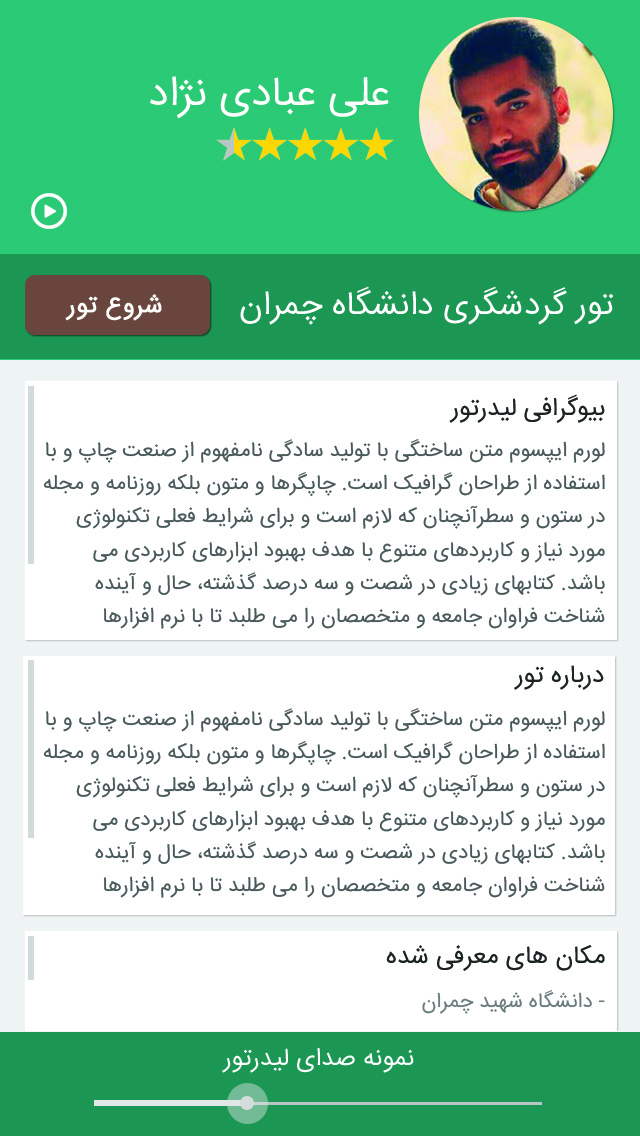 علی عبادی نژاد
تور گردشگری دانشگاه چمران
شروع تور
بیوگرافی لیدرتور
لورم ایپسوم متن ساختگی با تولید سادگی نامفهوم از صنعت چاپ و با
استفاده از طراحان گرافیک است. چاپگرها و متون بلکه روزنامه و مجله
در ستون و سطرآنچنان که لازم است و برای شرایط فعلی تکنولوژی
مورد نیاز و کاربردهای متنوع با هدف بهبود ابزارهای کاربردی می
باشد. کتابهای زیادی در شصت و سه درصد گذشته، حال و آینده
شناخت فراوان جامعه و متخصصان را می طلبد تا با نرم افزارها
درباره تور
لورم ایپسوم متن ساختگی با تولید سادگی نامفهوم از صنعت چاپ و با
استفاده از طراحان گرافیک است. چاپگرها و متون بلکه روزنامه و مجله
در ستون و سطرآنچنان که لازم است و برای شرایط فعلی تکنولوژی
مورد نیاز و کاربردهای متنوع با هدف بهبود ابزارهای کاربردی می
باشد. کتابهای زیادی در شصت و سه درصد گذشته، حال و آینده
شناخت فراوان جامعه و متخصصان را می طلبد تا با نرم افزارها
مکان های معرفی شده
- دانشگاه شهید چمران
نمونه صدای لیدرتور